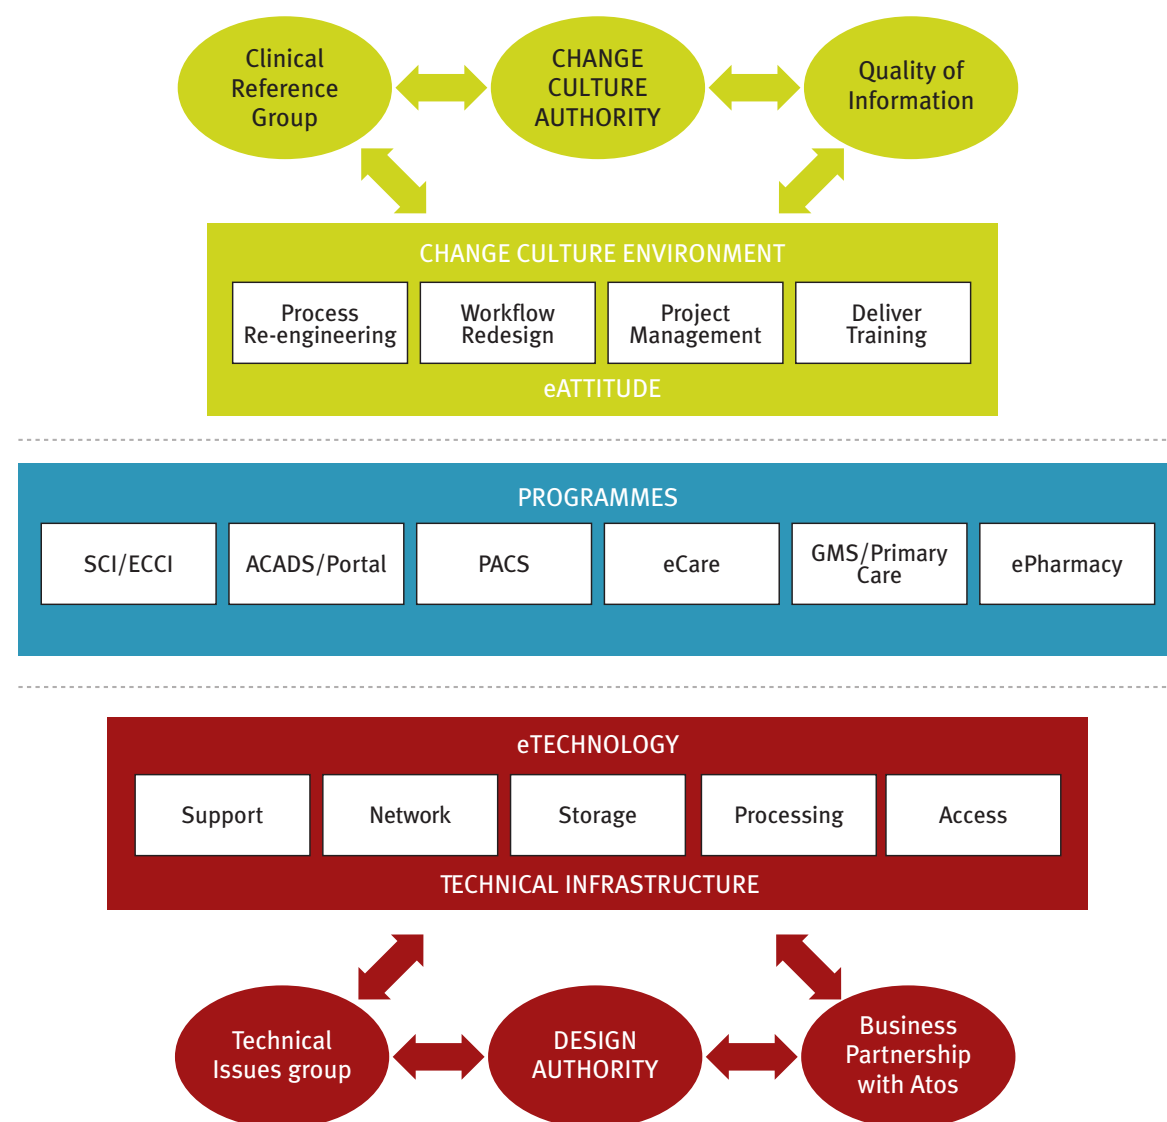 Clinical
Reference
Group
CHANGE
CULTURE
AUTHORITY
Quality of
Information
CHANGE CULTURE ENVIRONMENT
Process
Re-engineering
Workflow
Redesign
Project
Management
Deliver
Training
eATTITUDE
PROGRAMMES
SCI/ECCI
ACADS/Portal
PACS
eCare
GMS/Primary
Care
ePharmacy
eTECHNOLOGY
Support
Network
Storage
Processing
Access
TECHNICAL INFRASTRUCTURE
Technical
Issues group
DESIGN
AUTHORITY
Business
Partnership
with Atos